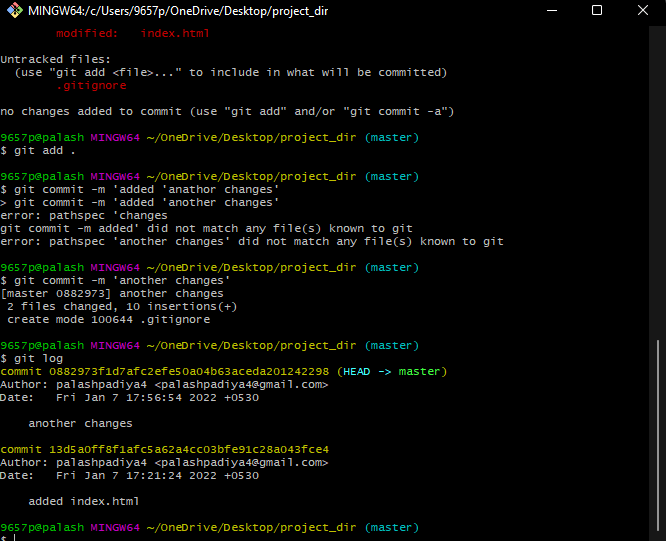 MINGW64:/c/Users/9657p/OneDrive/Desktop/project_dir
modified:   index.html
Untracked files:
(use "git add <file>..." to include in what will be committed)
.gitignore
no changes added to commit (use "git add" and/or "git commit -a")
9657p@palash MINGW64 ~/OneDrive/Desktop/project_dir (master)
$ git add .
9657p@palash MINGW64 ~/OneDrive/Desktop/project_dir (master)
$ git commit -m 'added 'anathor changes'
> git commit -m added' 'another changes'
error: pathspec 'changes
git commit -m added' did not match any file(s) known to git
error: pathspec 'another changes' did not match any file(s) known to git
9657p@palash MINGW64 ~/OneDrive/Desktop/project_dir (master)
$ git commit -m 'another changes'
[master 0882973] another changes
2 files changed, 10 insertions(+)
create mode 100644 .gitignore
9657p@palash MINGW64 ~/OneDrive/Desktop/project_dir (master)
$ git log
commit 0882973f1d7afc2efe50a04b63aceda201242298 (HEAD -> master)
Author: palashpadiya4 <palashpadiya4@gmail.com>
Date:   Fri Jan 7 17:56:54 2022 +0530
another changes
commit 13d5a0ff8f1afc5a62a4cc03bfe91c28a043fce4
Author: palashpadiya4 <palashpadiya4@gmail.com>
Date:   Fri Jan 7 17:21:24 2022 +0530
added index.html
9657p@palash MINGW64 ~/OneDrive/Desktop/project_dir (master)
$